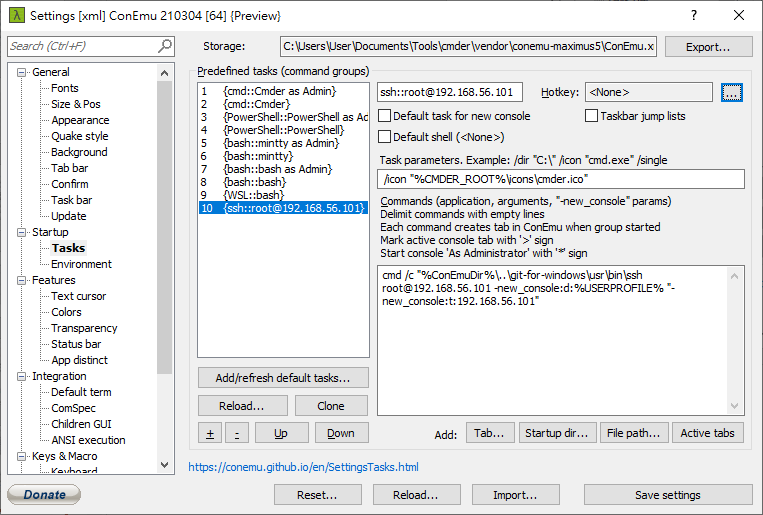 λ Settings [xml] ConEmu 210304 [64] {Preview}
?
Search (Ctrl+F)
Storage:
C:\Users\User\Documents\Tools\cmder\vendor\conemu-maximus5\ConEmu.x
Export...
General
Fonts
Size & Pos
Appearance
Quake style
Background
Tab bar
Confirm
Task bar
Update
Startup
Tasks
Environment
Features
Text cursor
Colors
Transparency
Status bar
App distinct
Integration
Default term
ComSpec
Children GUI
ANSI execution
Keys & Macro
Keyboard
Predefined tasks (command groups)
1 {cmd::Cmder as Admin}
2 {cmd::Cmder}
3 {PowerShell::PowerShell as Ad
4 {PowerShell::PowerShell}
5 {bash::mintty as Admin}
6 {bash::mintty}
7 {bash::bash as Admin}
8 {bash::bash}
9 {WSL::bash}
10 {ssh::root@192.168.56.101}
Add/refresh default tasks...
Reload...
Clone
+
-
Up
Down
ssh::root@192.168.56.101
Hotkey:
<None>
...
Default task for new console
Taskbar jump lists
Default shell (<None>)
Task parameters. Example: /dir "C:\" /icon "cmd.exe" /single
/icon "%CMDER_ROOT%\icons\cmder.ico"
Commands (application, arguments, "-new_console" params)
Delimit commands with empty lines
Each command creates tab in ConEmu when group started
Mark active console tab with '>' sign
Start console 'As Administrator' with '*' sign
cmd /c "%ConEmuDir%\..\git-for-windows\usr\bin\ssh
root@192.168.56.101 -new_console:d:%USERPROFILE% "-
new_console:t:192.168.56.101"
Add:
Tab...
Startup dir...
File path...
Active tabs
https://conemu.github.io/en/SettingsTasks.html
Donate
Reset...
Reload...
Import...
Save settings